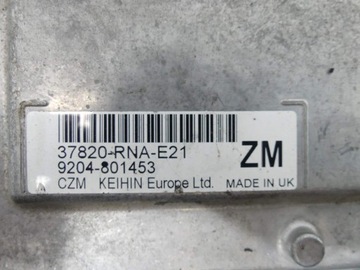 37820-RNA-E21
ZM
9204-801453
CZM KEIHIN Europe Ltd. MADE IN UK